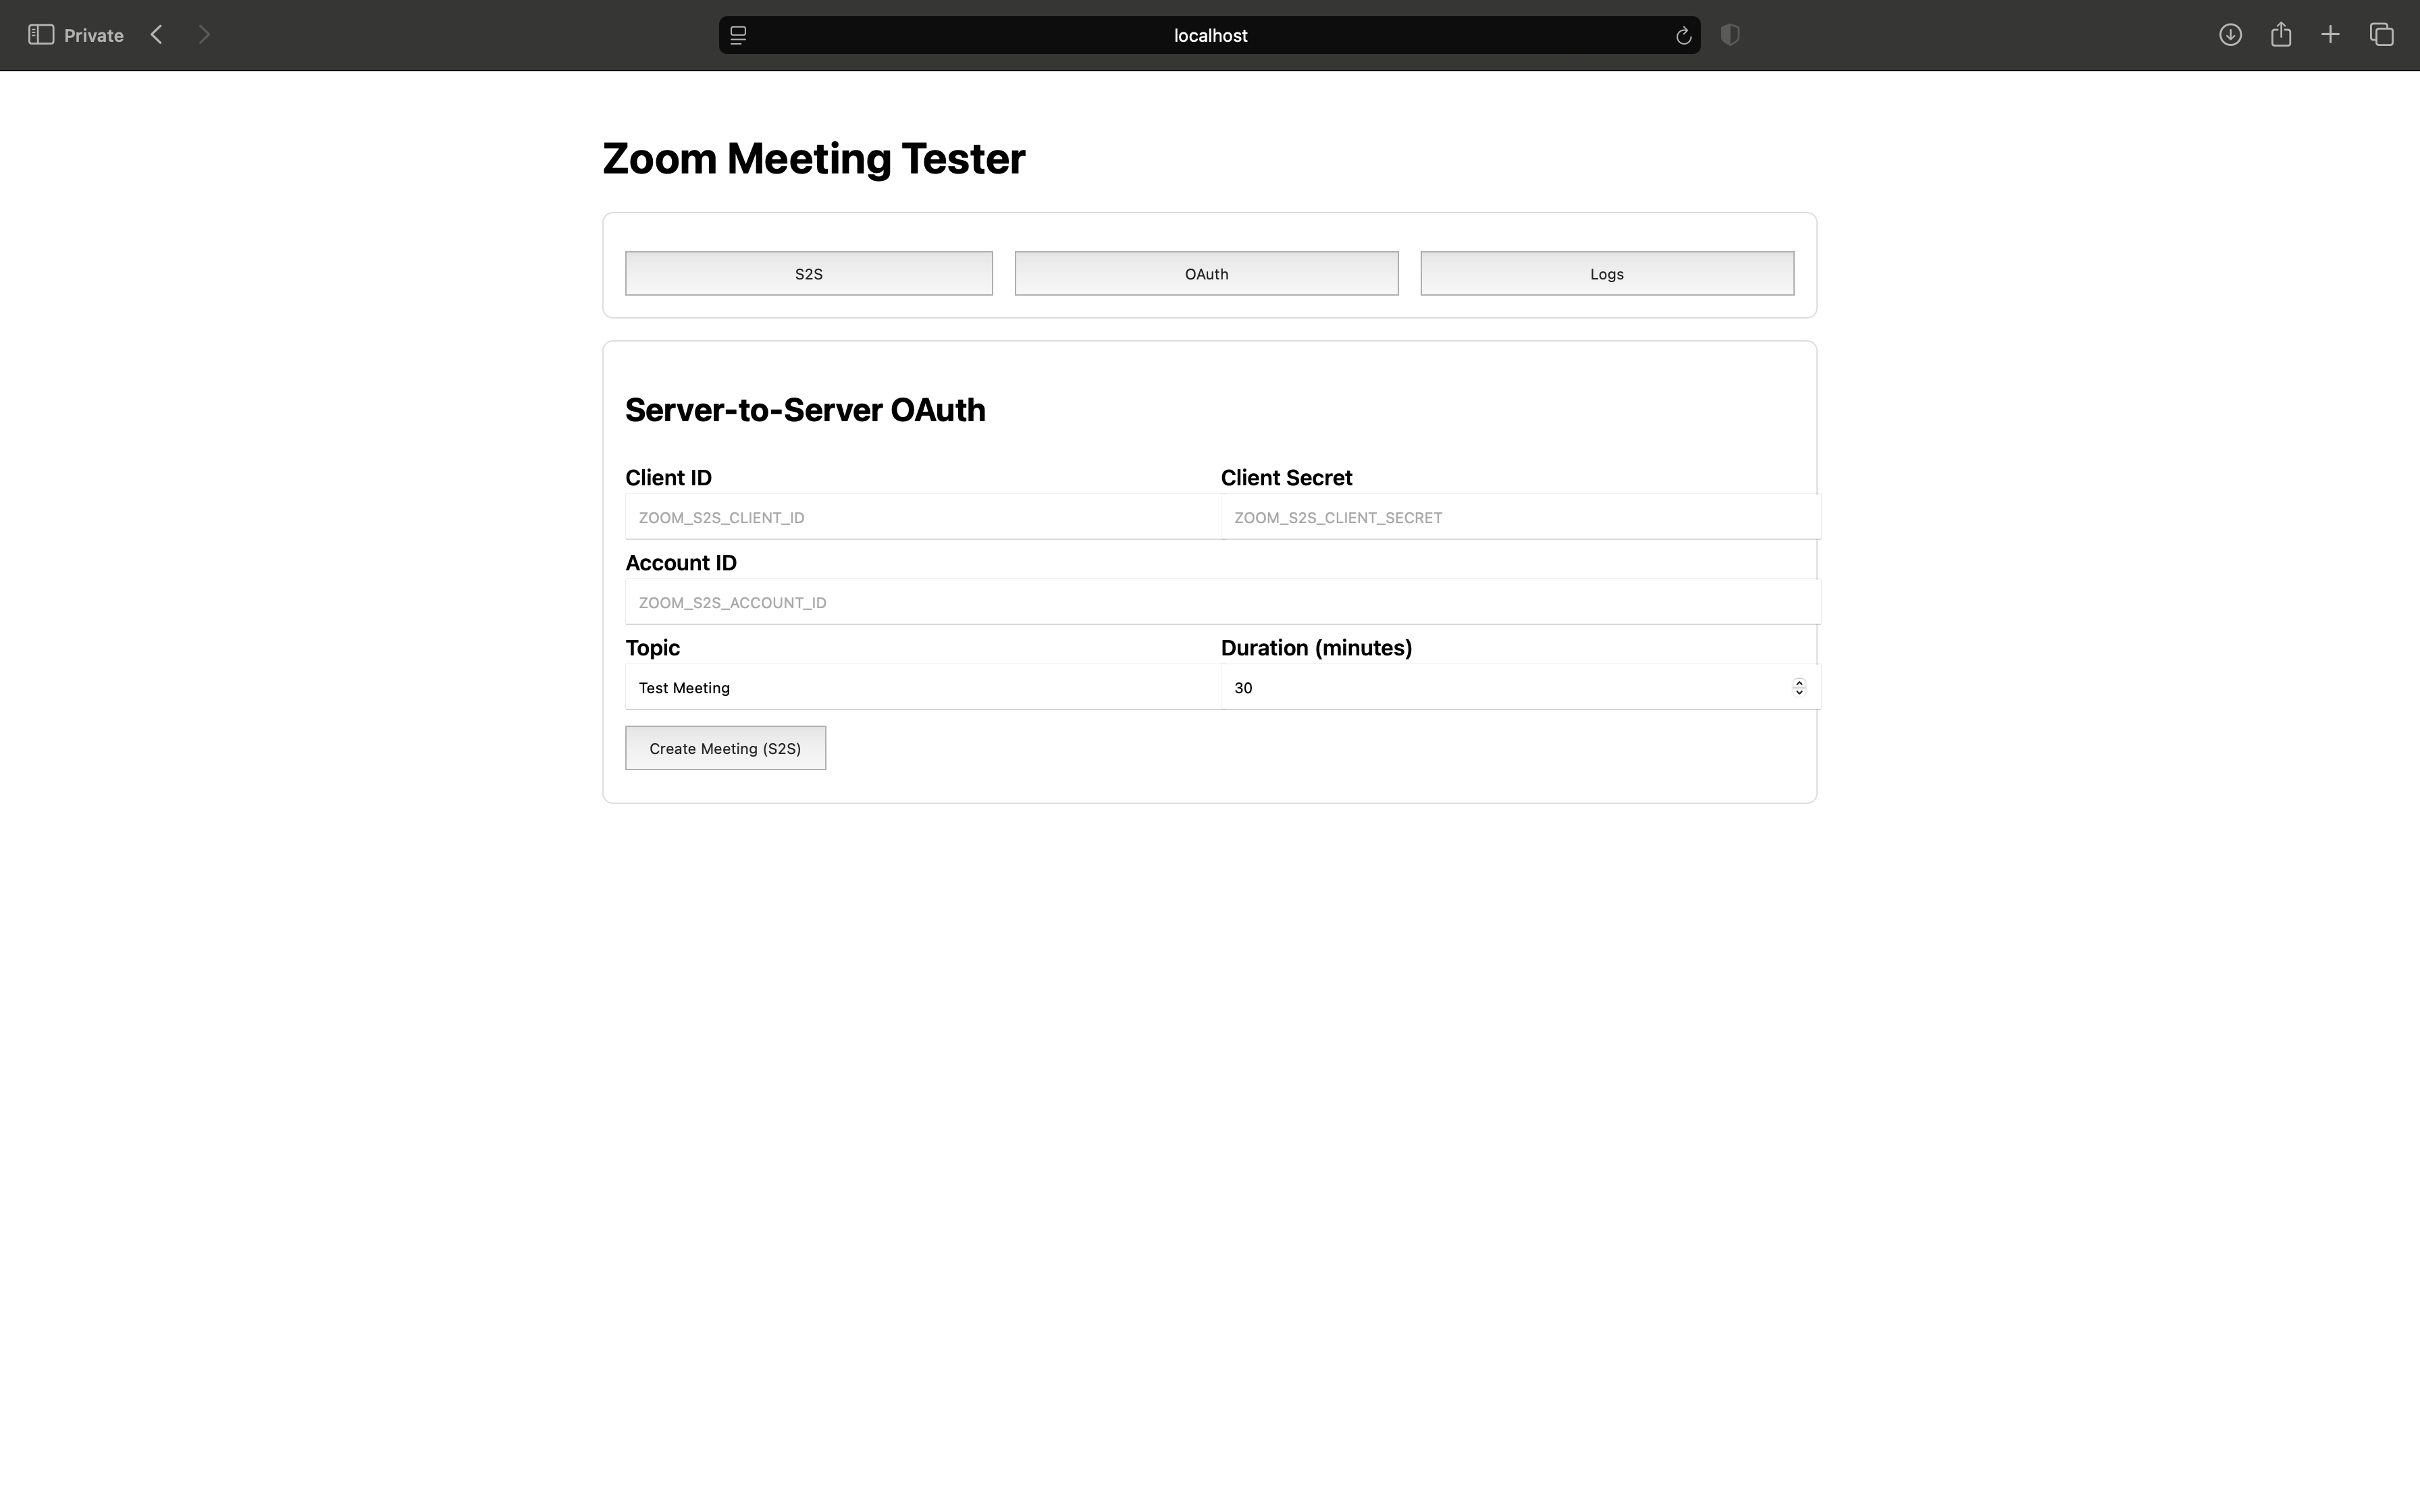 Private
localhost
Zoom Meeting Tester
S2S OAuth Logs
Server-to-Server OAuth
Client ID Client Secret
ZOOM_S2S_CLIENT_ID ZOOM_S2S_CLIENT_SECRET
Account ID
ZOOM_S2S_ACCOUNT_ID
Topic Duration (minutes)
Test Meeting 30
Create Meeting (S2S)